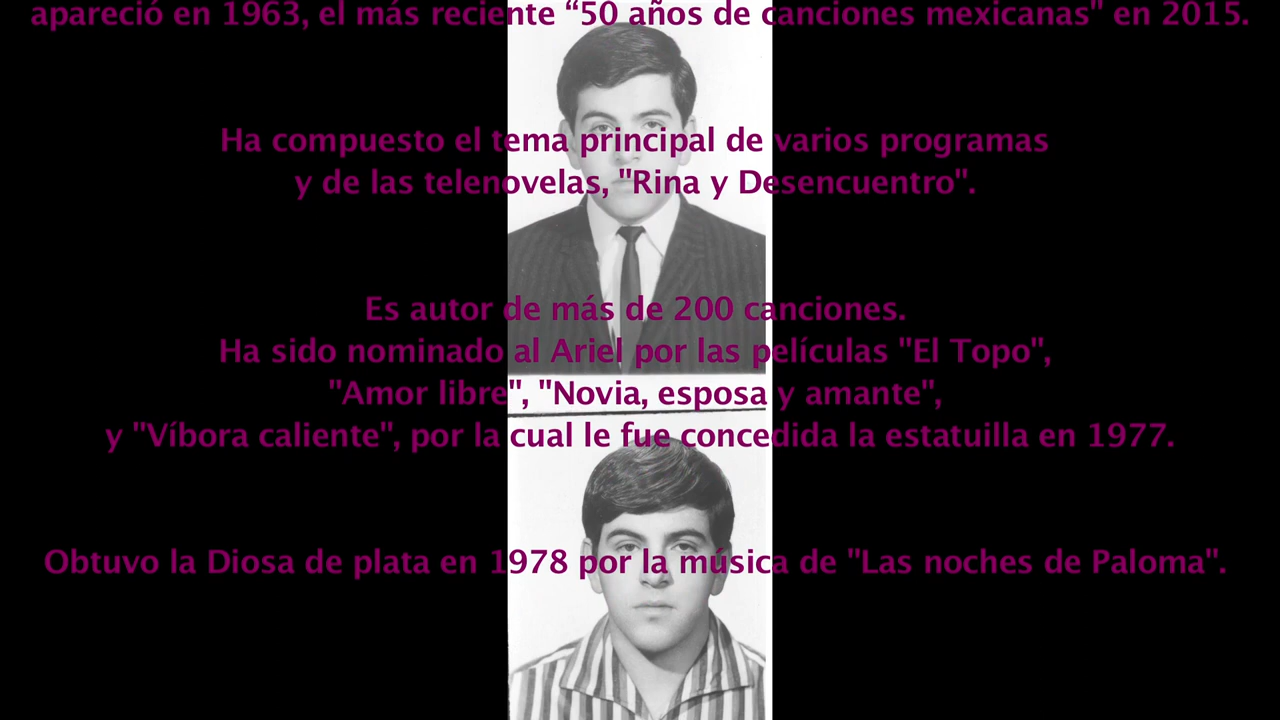 apareció en 1963, el más reciente “50 años de canciones mexicanas" en 2015.
Ha compuesto el tema principal de varios programas
y de las telenovelas, "Rina y Desencuentro".
Es autor de más de 200 canciones.
Ha sido nominado al Ariel por las películas "El Topo",
"Amor libre", "Novia, esposa y amante",
y "Víbora caliente", por la cual le fue concedida la estatuilla en 1977.
Obtuvo la Diosa de plata en 1978 por la música de "Las noches de Paloma".